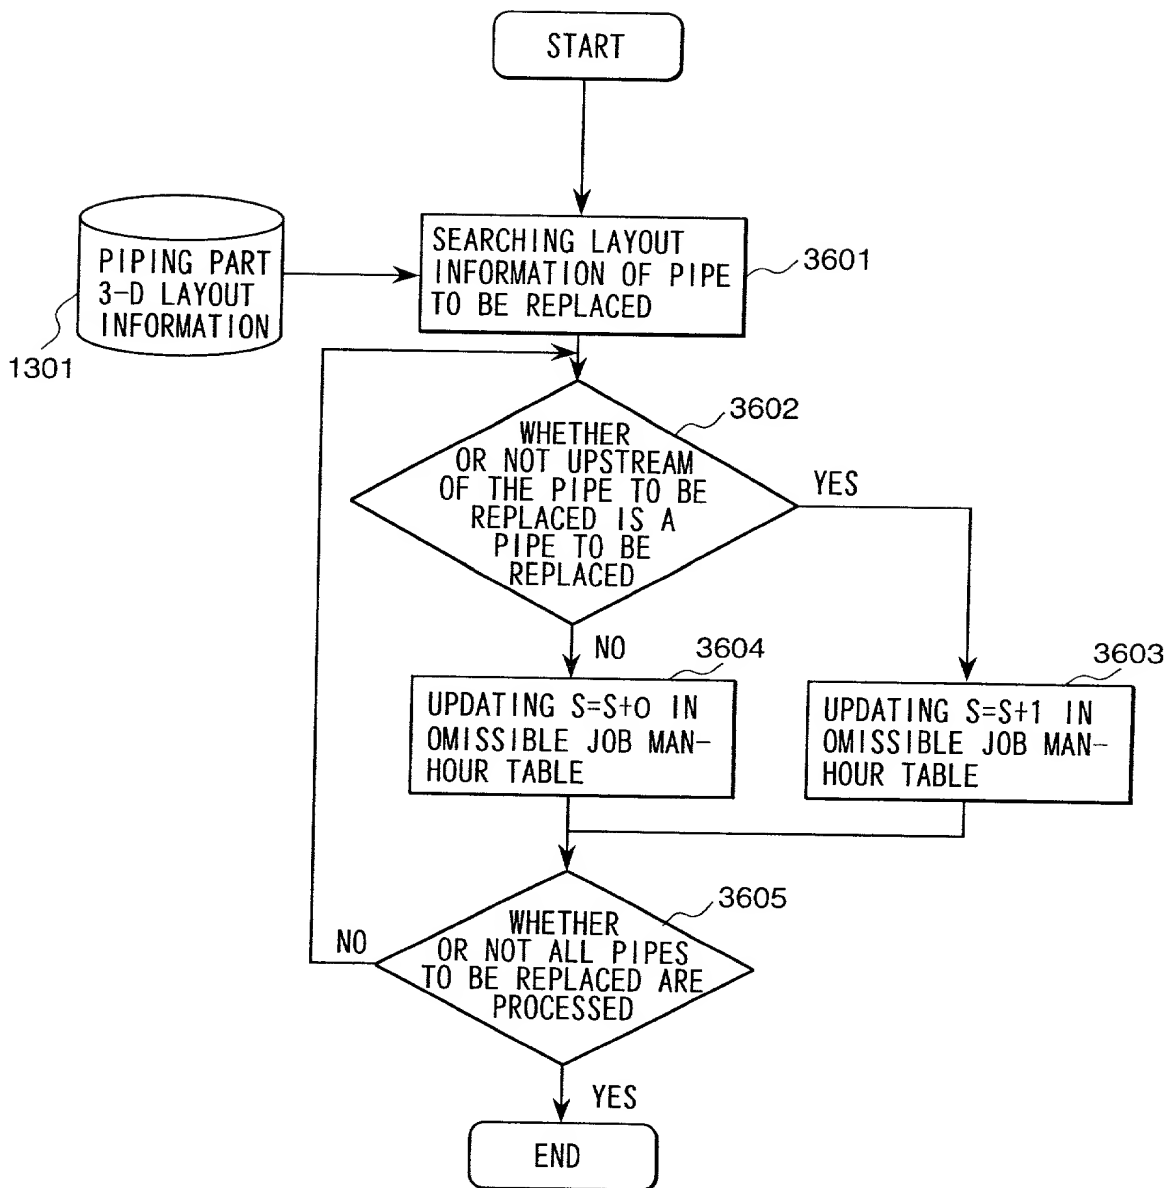 START
PIPING PART
3-D LAYOUT
INFORMATION
1301
SEARCHING LAYOUT
INFORMATION OF PIPE
TO BE REPLACED
3601
3602
WHETHER
OR NOT UPSTREAM
OF THE PIPE TO BE
REPLACED IS A
PIPE TO BE
REPLACED
YES
NO
3604
UPDATING S=S+0 IN
OMISSIBLE JOB MAN-
HOUR TABLE
3603
UPDATING S=S+1 IN
OMISSIBLE JOB MAN-
HOUR TABLE
3605
WHETHER
OR NOT ALL PIPES
TO BE REPLACED ARE
PROCESSED
NO
YES
END